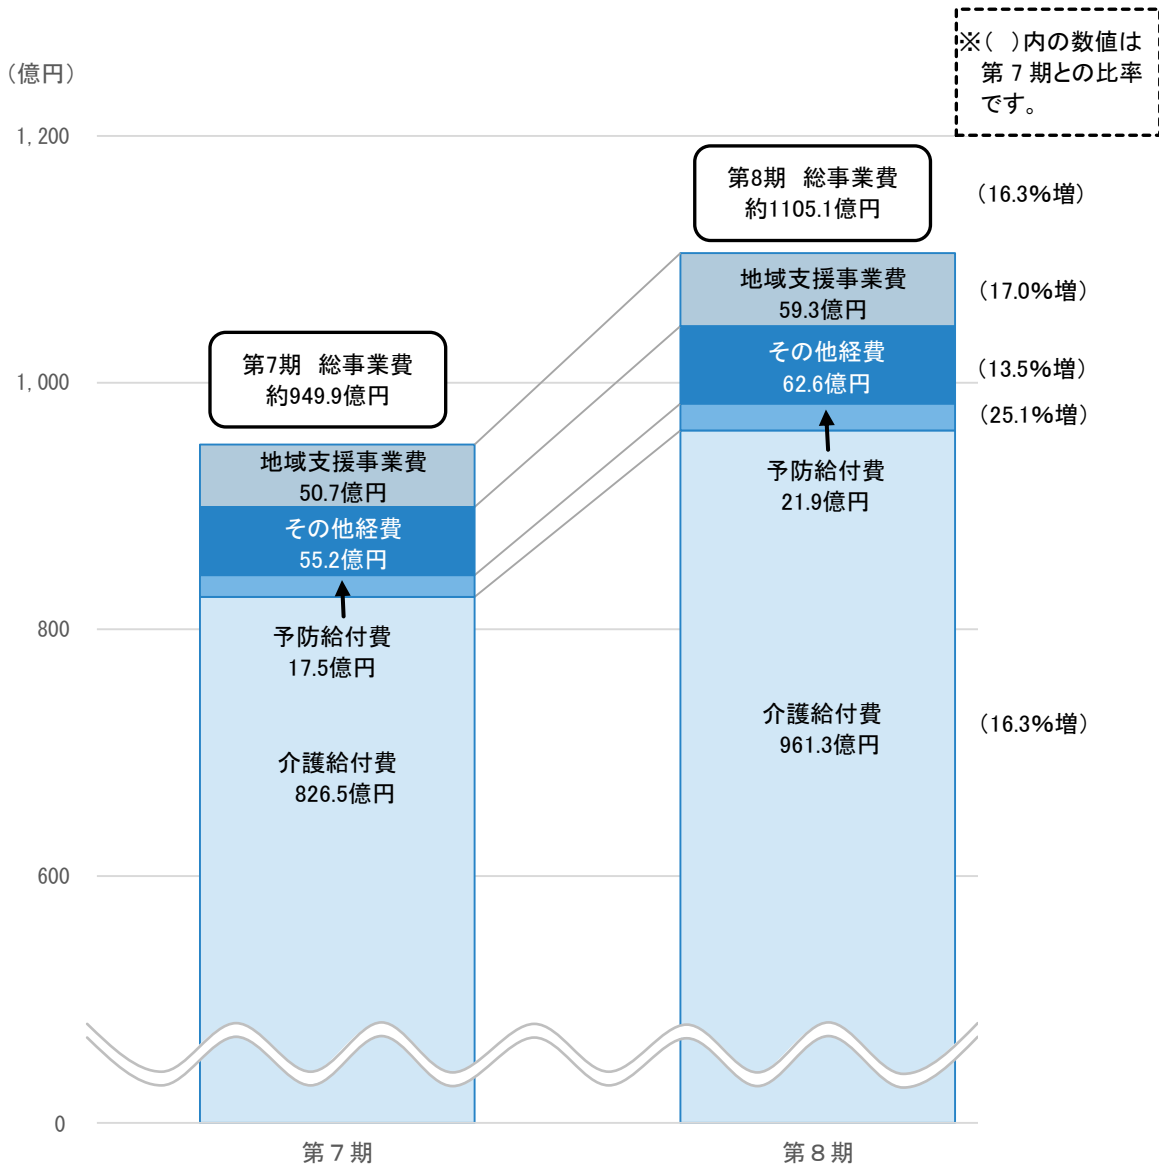 ※(　)内の数値は
第７期との比率
です。
（億円）
1,200
1,000
800
600
0
第8期　総事業費
約1105.1億円
（16.3％増）
地域支援事業費
59.3億円
（17.0％増）
その他経費
62.6億円
（13.5％増）
（25.1％増）
予防給付費
21.9億円
介護給付費
961.3億円
（16.3％増）
第7期　総事業費
約949.9億円
地域支援事業費
50.7億円
その他経費
55.2億円
予防給付費
17.5億円
介護給付費
826.5億円
第７期
第８期